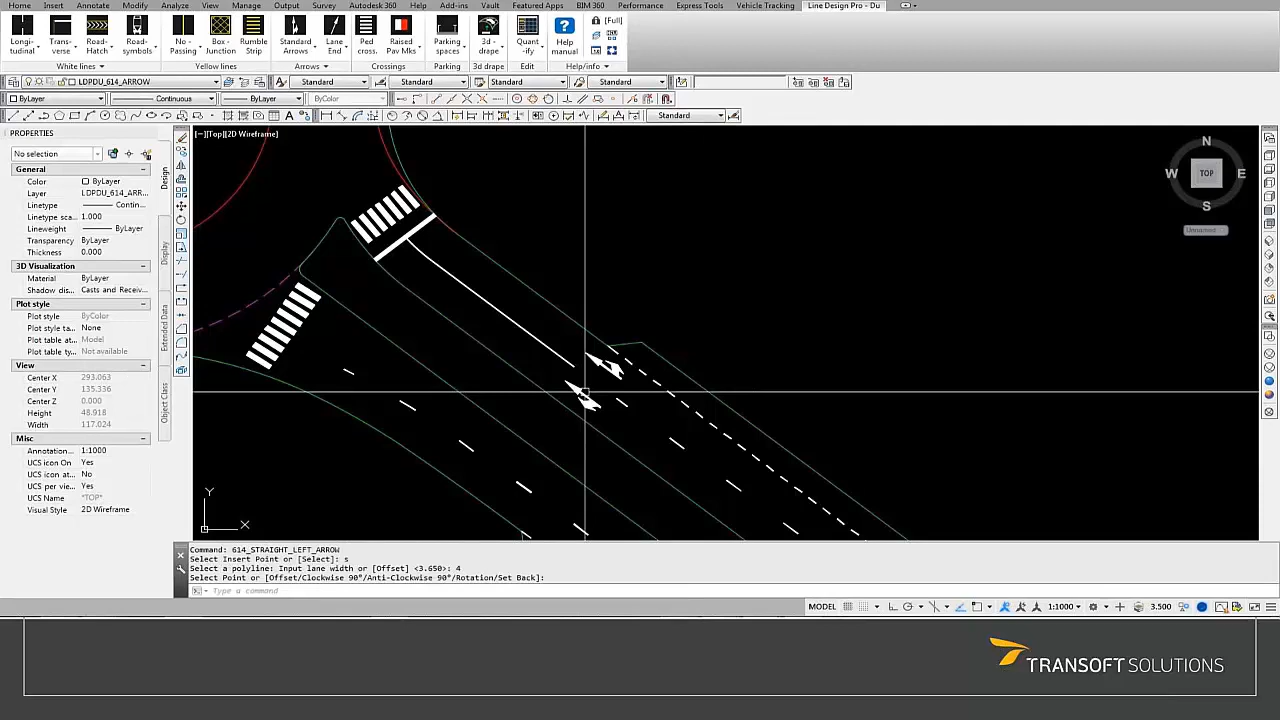 Home Insert Annotate Modify Analyze View Manage Output Survey Autodesk 360 Help Add-ins Vault Featured Apps BIM 360 Performance Express Tools Vehicle Tracking Line Design Pro - Du
Longi-tudinal Trans-verse Road-Hatch Road-symbols No -Passing Box -Junction Rumble Strip Standard Arrows Lane End Ped cross. Raised Pav Mks Parking spaces 3d -drape Quant-ify Help manual [Full]
White lines Yellow lines Arrows Crossings Parking 3d drape Edit Help/info
LDPDU_614_ARROW Standard Standard Standard Standard
ByLayer Continuous ByLayer ByColor
Standard
PROPERTIES
[−][Top][2D Wireframe]
No selection
General
Color ByLayer
Layer LDPDU_614_ARR...
Linetype Contin...
Linetype sca... 1.000
Lineweight ByLayer
Transparency ByLayer
Thickness 0.000
3D Visualization
Material ByLayer
Shadow dis... Casts and Receiv...
Plot style
Plot style ByColor
Plot style ta... None
Plot table at... Model
Plot table ty... Not available
View
Center X 293.063
Center Y 135.336
Center Z 0.000
Height 48.918
Width 117.024
Misc
Annotation... 1:1000
UCS icon On Yes
UCS icon at... No
UCS per vie... Yes
UCS Name *TOP*
Visual Style 2D Wireframe
Design
Display
Extended Data
Object Class
N
W TOP E
S
Unnamed
Y
X
Command: 614_STRAIGHT_LEFT_ARROW
Select Insert Point or [Select]: s
Select a polyline: Input lane width or [Offset] <3.650>: 4
Select Point or [Offset/Clockwise 90°/Anti-Clockwise 90°/Rotation/Set Back]:
Type a command
MODEL 1:1000 3.500
TRANSOFT SOLUTIONS